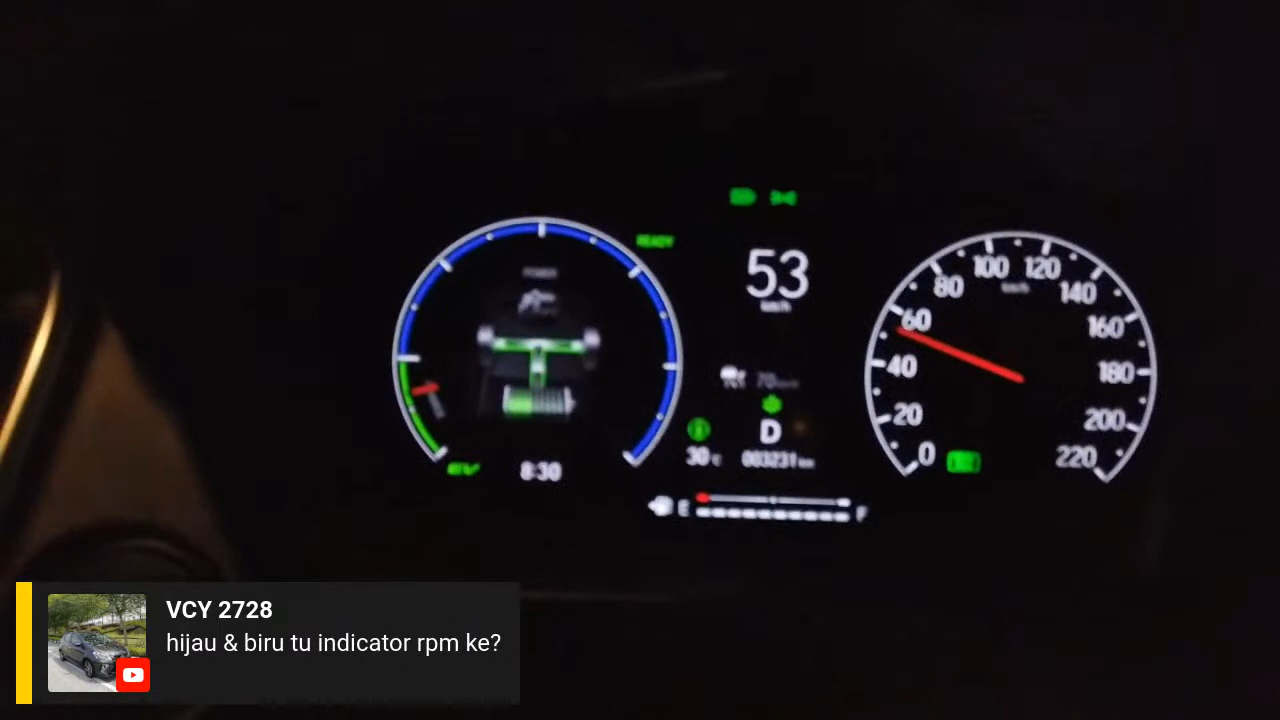 READY
POWER
53
km/h
70
D
30°c
003231 km
8:30
EV
E
F
0
20
40
60
80
100
120
140
160
180
200
220
km/h
VCY 2728
hijau & biru tu indicator rpm ke?